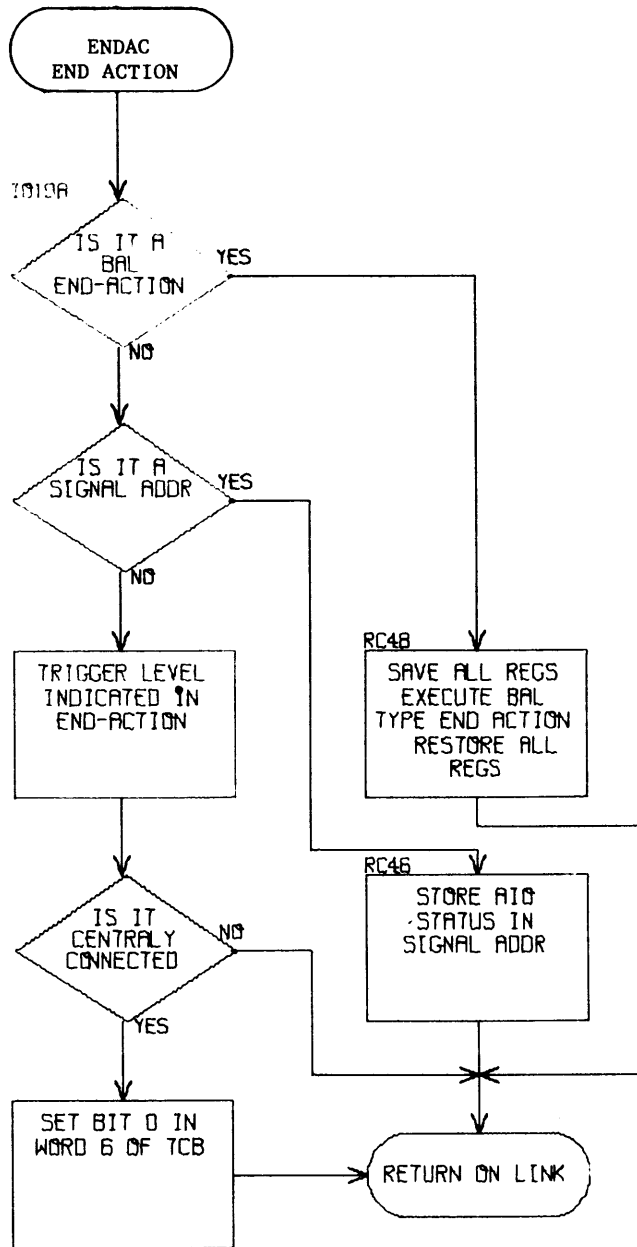 ENDAC
END ACTION
IS IT A
BAL
END-ACTION
YES
NO
IS IT A
SIGNAL ADDR
YES
NO
TRIGGER LEVEL
INDICATED IN
END-ACTION
RC48
SAVE ALL REGS
EXECUTE BAL
TYPE END ACTION
RESTORE ALL
REGS
IS IT
CENTRALY
CONNECTED
NO
YES
RC46
STORE AIO
STATUS IN
SIGNAL ADDR
SET BIT 0 IN
WORD 6 OF TCB
RETURN ON LINK